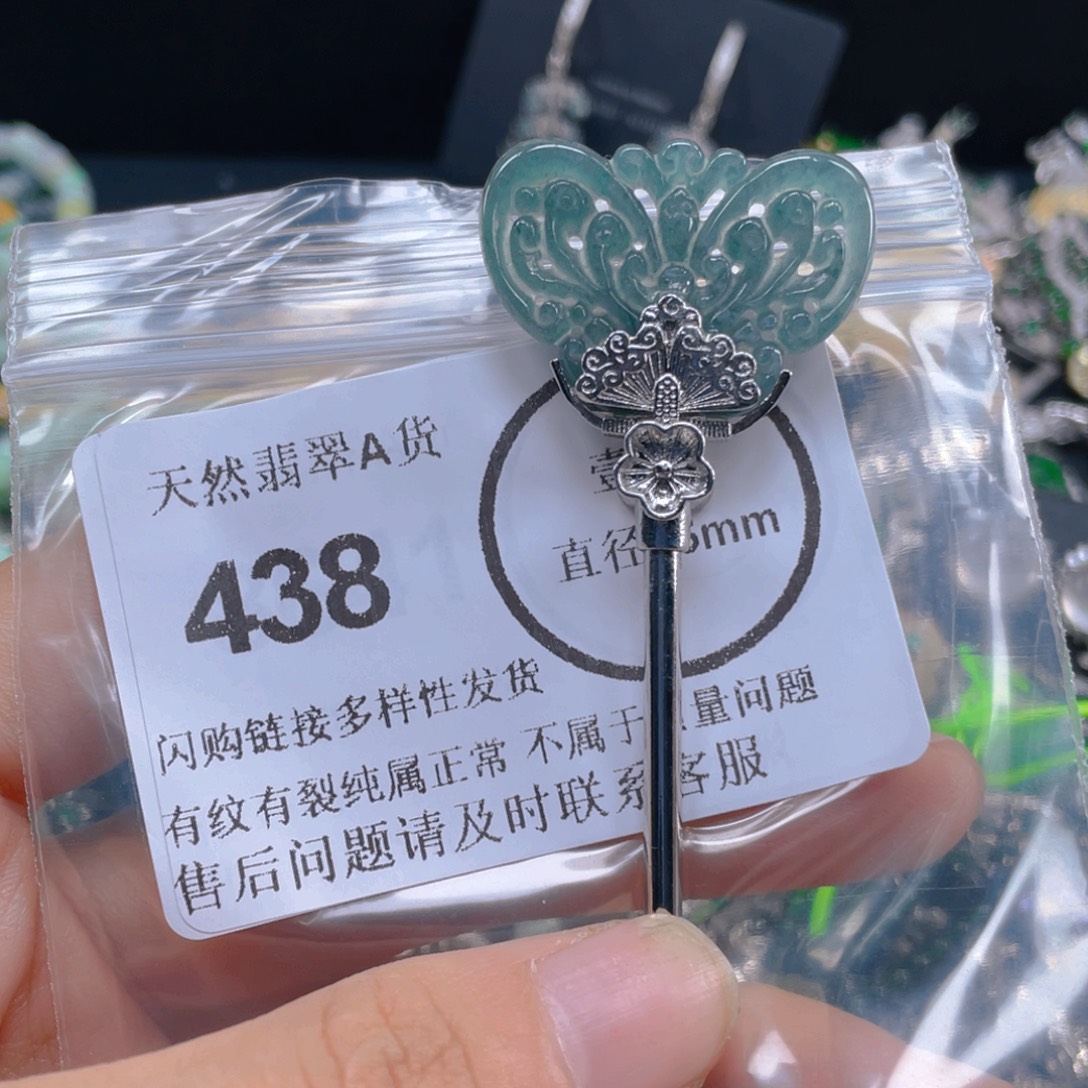 天然翡翠A货
438
直径 mm
闪购链接多样性发货
有纹有裂纯属正常 不属于 量问题
售后问题请及时联系客服